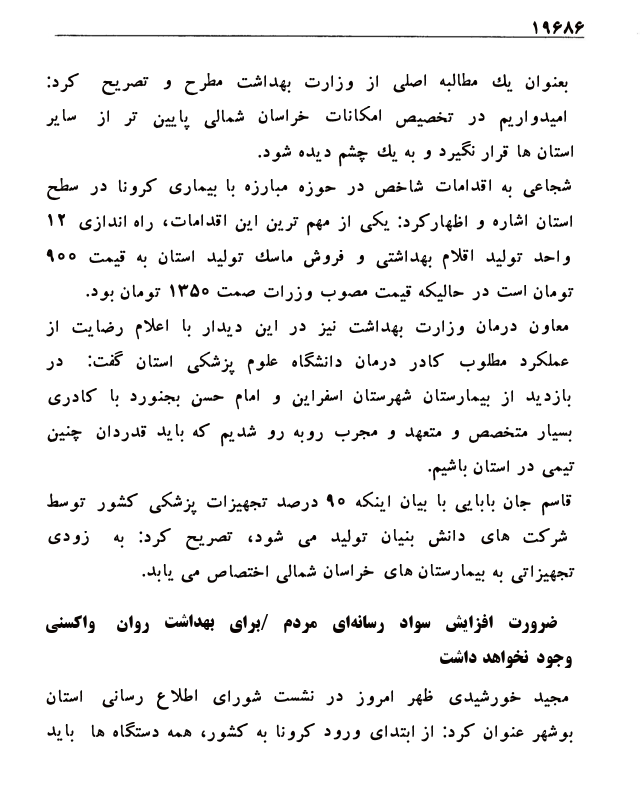 ۱۹۶۸۶
بعنوان یك مطالبه اصلی از وزارت بهداشت مطرح و تصریح کرد:
امیدواریم در تخصیص امکانات خراسان شمالی پایین تر از سایر
استان ها قرار نگیرد و به یك چشم دیده شود.
شجاعی به اقدامات شاخص در حوزه مبارزه با بیماری کرونا در سطح
استان اشاره و اظهارکرد: یکی از مهم ترین این اقدامات، راه اندازی ۱۲
واحد تولید اقلام بهداشتی و فروش ماسك تولید استان به قیمت ۹۰۰
تومان است در حالیکه قیمت مصوب وزرات صمت ۱۳۵۰ تومان بود.
معاون درمان وزارت بهداشت نیز در این دیدار با اعلام رضایت از
عملکرد مطلوب کادر درمان دانشگاه علوم پزشکی استان گفت: در
بازدید از بیمارستان شهرستان اسفراین و امام حسن بجنورد با کادری
بسیار متخصص و متعهد و مجرب روبه رو شدیم که باید قدردان چنین
تیمی در استان باشیم.
قاسم جان بابایی با بیان اینکه ۹۰ درصد تجهیزات پزشکی کشور توسط
شرکت های دانش بنیان تولید می شود، تصریح کرد: به زودی
تجهیزاتی به بیمارستان های خراسان شمالی اختصاص می یابد.
ضرورت افزایش سواد رسانه‌ای مردم /برای بهداشت روان واکسنی
وجود نخواهد داشت
مجید خورشیدی ظهر امروز در نشست شورای اطلاع رسانی استان
بوشهر عنوان کرد: از ابتدای ورود کرونا به کشور، همه دستگاه ها باید